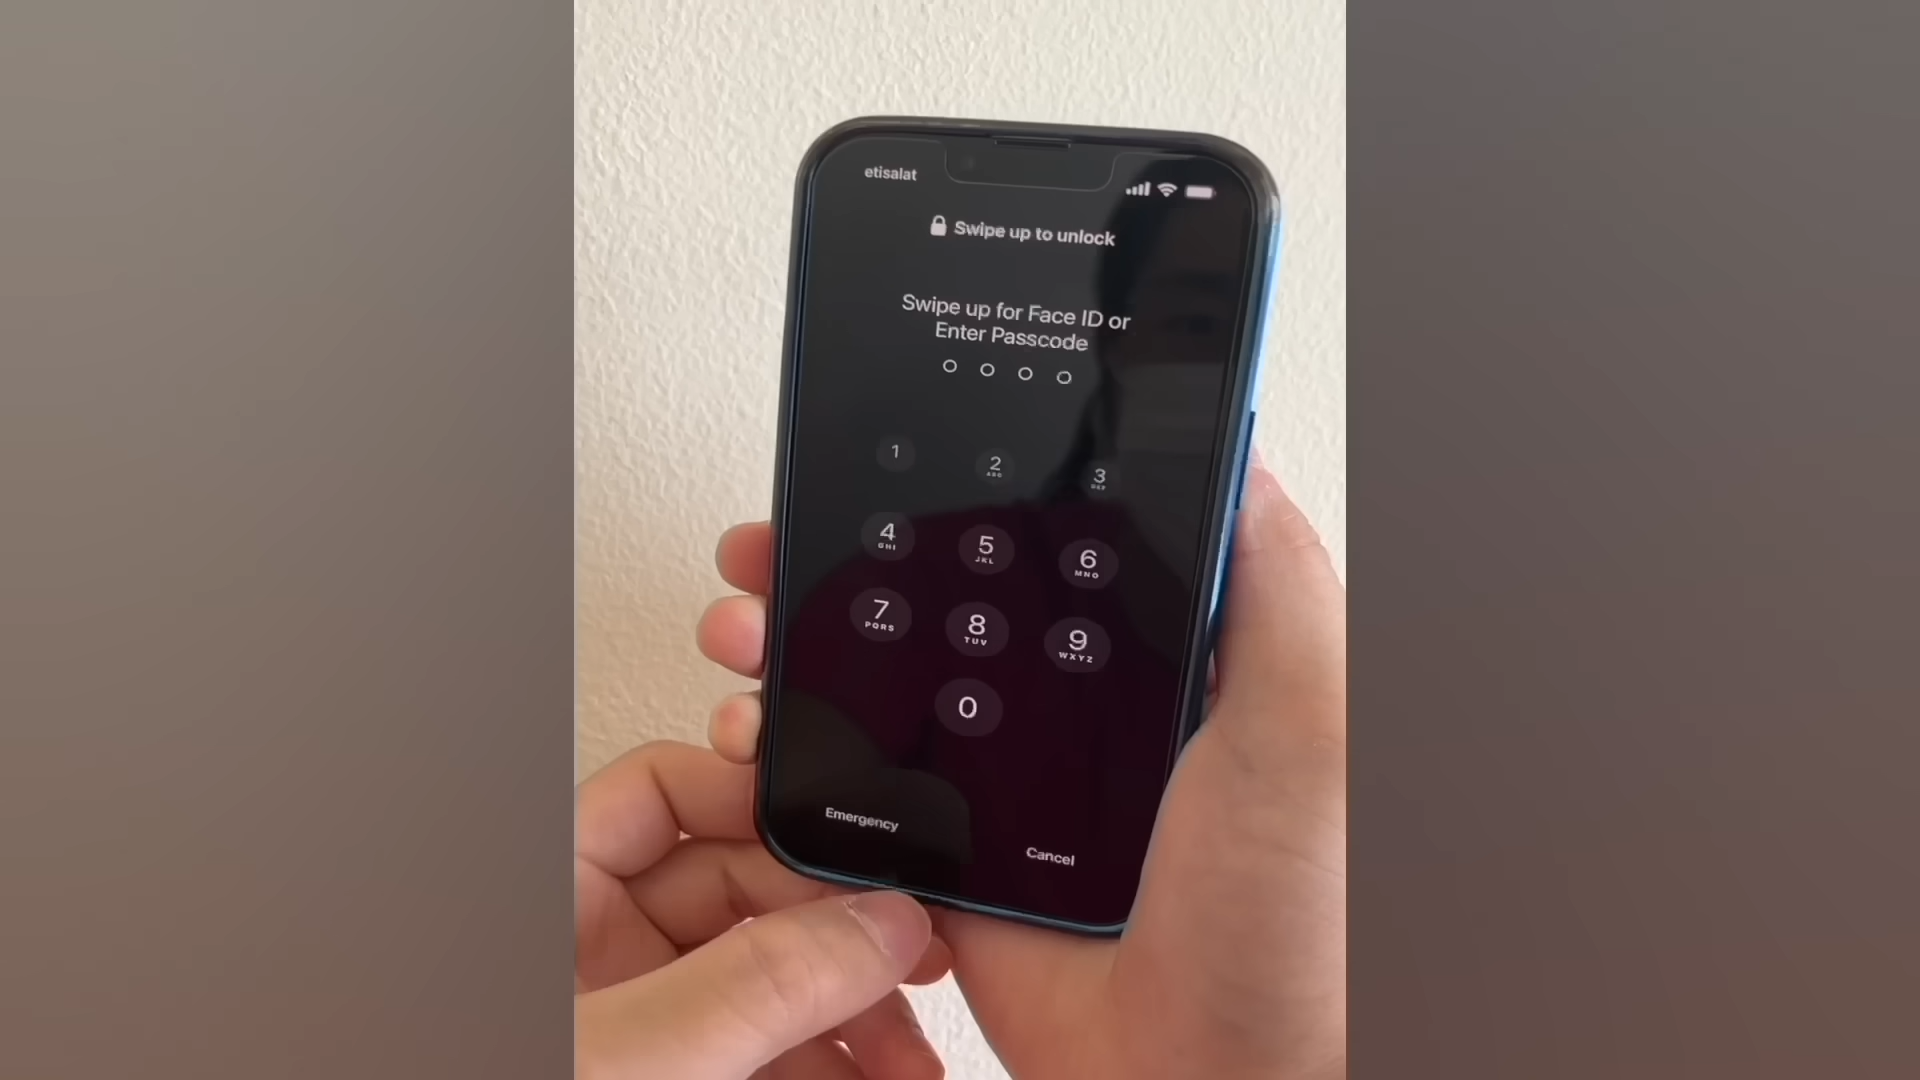 etisalat
Swipe up to unlock
Swipe up for Face ID or
Enter Passcode
1
2
ABC
3
DEF
4
GHI
5
JKL
6
MNO
7
PQRS
8
TUV
9
WXYZ
0
Emergency
Cancel